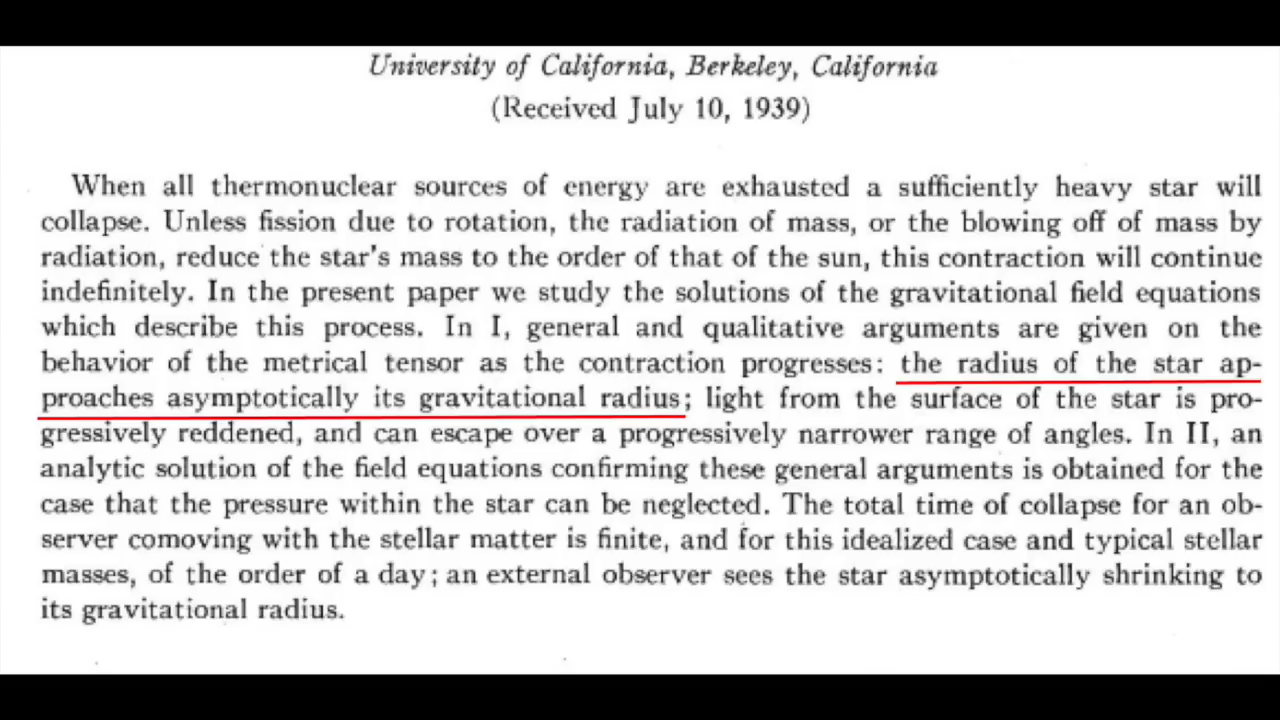 University of California, Berkeley, California
(Received July 10, 1939)
When all thermonuclear sources of energy are exhausted a sufficiently heavy star will
collapse. Unless fission due to rotation, the radiation of mass, or the blowing off of mass by
radiation, reduce the star's mass to the order of that of the sun, this contraction will continue
indefinitely. In the present paper we study the solutions of the gravitational field equations
which describe this process. In I, general and qualitative arguments are given on the
behavior of the metrical tensor as the contraction progresses: the radius of the star ap-
proaches asymptotically its gravitational radius; light from the surface of the star is pro-
gressively reddened, and can escape over a progressively narrower range of angles. In II, an
analytic solution of the field equations confirming these general arguments is obtained for the
case that the pressure within the star can be neglected. The total time of collapse for an ob-
server comoving with the stellar matter is finite, and for this idealized case and typical stellar
masses, of the order of a day; an external observer sees the star asymptotically shrinking to
its gravitational radius.